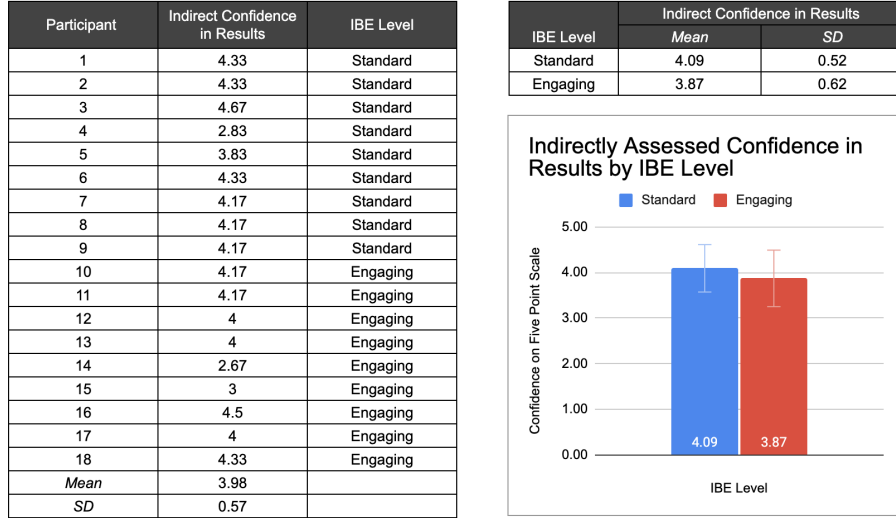 Participant Indirect Confidence in Results IBE Level
1 4.33 Standard
2 4.33 Standard
3 4.67 Standard
4 2.83 Standard
5 3.83 Standard
6 4.33 Standard
7 4.17 Standard
8 4.17 Standard
9 4.17 Standard
10 4.17 Engaging
11 4.17 Engaging
12 4 Engaging
13 4 Engaging
14 2.67 Engaging
15 3 Engaging
16 4.5 Engaging
17 4 Engaging
18 4.33 Engaging
Mean 3.98
SD 0.57
Indirect Confidence in Results
IBE Level Mean SD
Standard 4.09 0.52
Engaging 3.87 0.62
Indirectly Assessed Confidence in
Results by IBE Level
Standard Engaging
Confidence on Five Point Scale
5.00
4.00
3.00
2.00
1.00
0.00
4.09 3.87
IBE Level